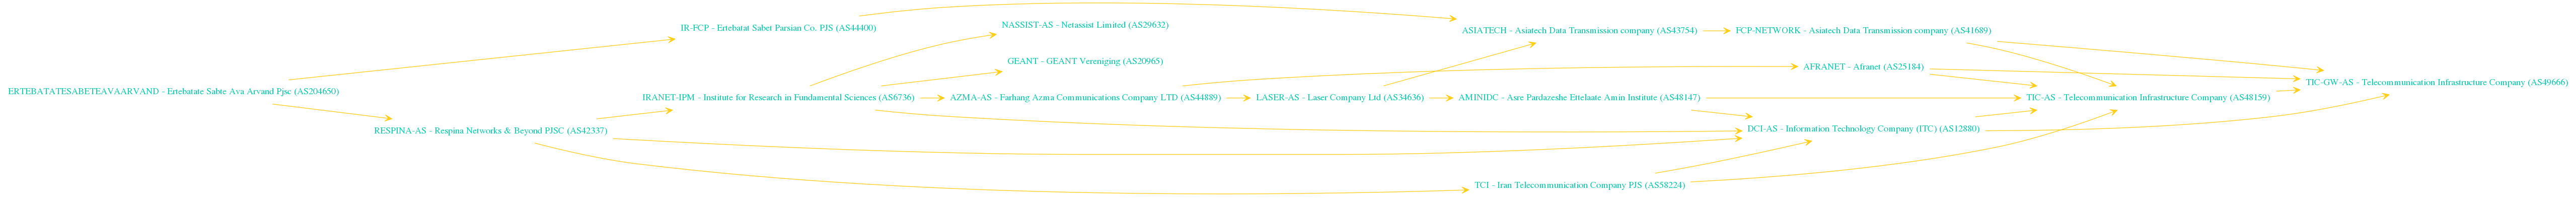 IR-FCP - Ertebatat Sabet Parsian Co. PJS (AS44400)
NASSIST-AS - Netassist Limited (AS29632)
ASIATECH - Asiatech Data Transmission company (AS43754)
FCP-NETWORK - Asiatech Data Transmission company (AS41689)
GEANT - GEANT Vereniging (AS20965)
AFRANET - Afranet (AS25184)
TIC-GW-AS - Telecommunication Infrastructure Company (AS49666)
ERTEBATATESABETEAVAARVAND - Ertebatate Sabte Ava Arvand Pjsc (AS204650)
IRANET-IPM - Institute for Research in Fundamental Sciences (AS6736)
AZMA-AS - Farhang Azma Communications Company LTD (AS44889)
LASER-AS - Laser Company Ltd (AS34636)
AMINIDC - Asre Pardazeshe Ettelaate Amin Institute (AS48147)
TIC-AS - Telecommunication Infrastructure Company (AS48159)
RESPINA-AS - Respina Networks & Beyond PJSC (AS42337)
DCI-AS - Information Technology Company (ITC) (AS12880)
TCI - Iran Telecommunication Company PJS (AS58224)